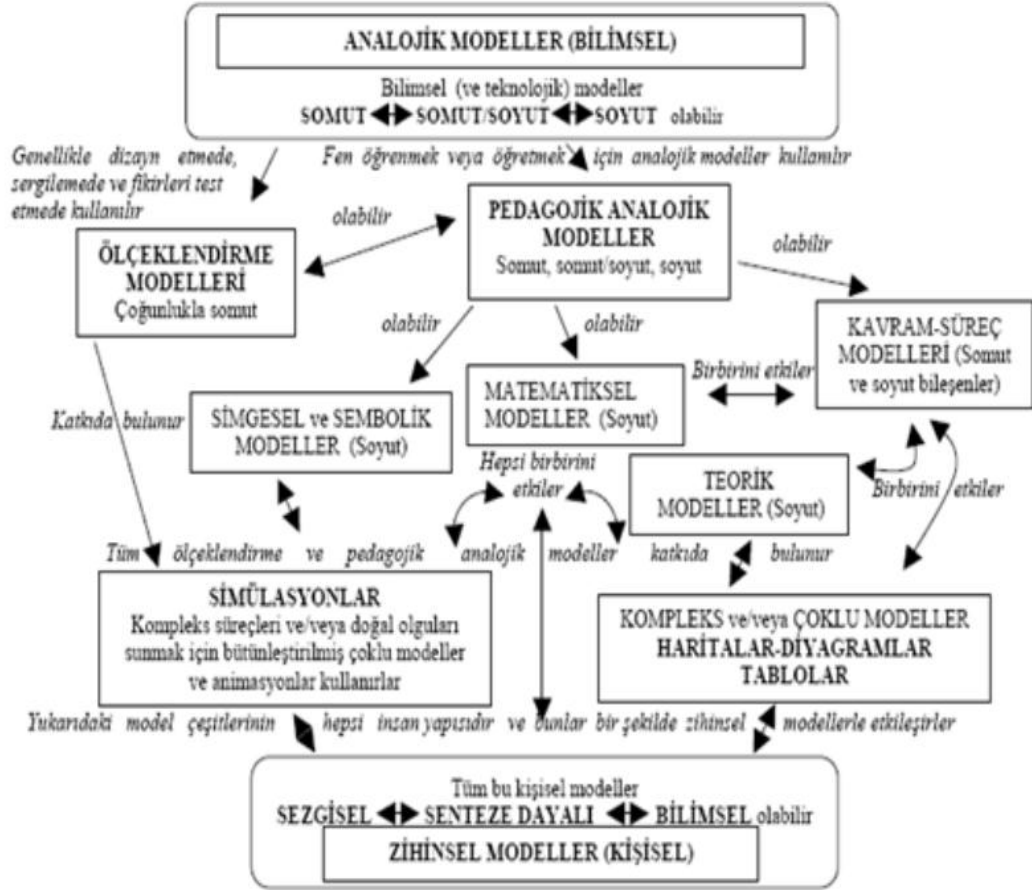 ANALOJİK MODELLER (BİLİMSEL)
Bilimsel (ve teknolojik) modeller
SOMUT SOMUT/SOYUT SOYUT olabilir
Genellikle dizayn etmede,
sergilemede ve fikirleri test
etmede kullanılır
Fen öğrenmek veya öğretmek için analojik modeller kullanılır
olabilir
PEDAGOJİK ANALOJİK
MODELLER
Somut, somut/soyut, soyut
olabilir
ÖLÇEKLENDİRME
MODELLERİ
Çoğunlukla somut
olabilir
olabilir
KAVRAM-SÜREÇ
MODELLERİ (Somut
ve soyut bileşenler)
Katkıda bulunur
SİMGESEL ve SEMBOLİK
MODELLER (Soyut)
MATEMATİKSEL
MODELLER (Soyut)
Birbirini etkiler
Hepsi birbirini
etkiler
TEORİK
MODELLER (Soyut)
Birbirini etkiler
Tüm ölçeklendirme ve pedagojik analojik modeller katkıda bulunur
SİMÜLASYONLAR
Kompleks süreçleri ve/veya doğal olguları
sunmak için bütünleştirilmiş çoklu modeller
ve animasyonlar kullanırlar
KOMPLEKS ve/veya ÇOKLU MODELLER
HARİTALAR-DİYAGRAMLAR
TABLOLAR
Yukarıdaki model çeşitlerinin hepsi insan yapısıdır ve bunlar bir şekilde zihinsel modellerle etkileşirler
Tüm bu kişisel modeller
SEZGİSEL SENTEZE DAYALI BİLİMSEL olabilir
ZİHİNSEL MODELLER (KİŞİSEL)